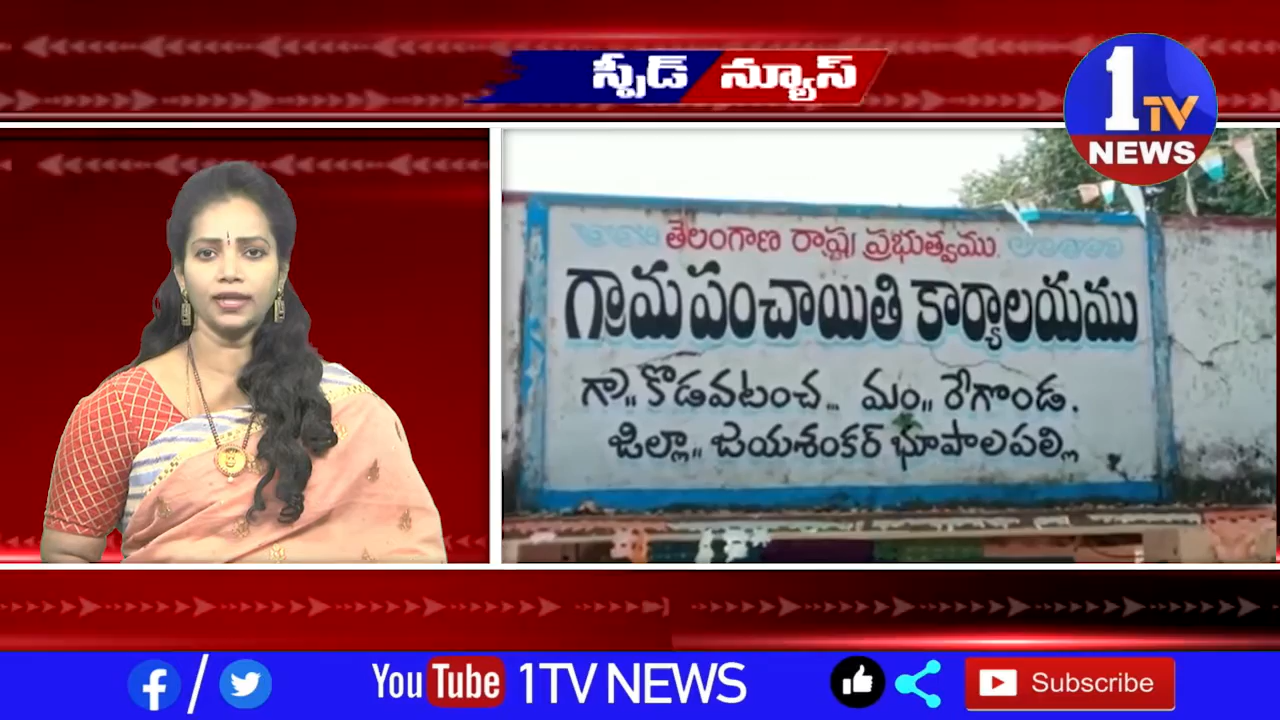 స్పీడ్ న్యూస్
1TV
NEWS
తెలంగాణ రాష్ట్ర ప్రభుత్వము.
గ్రామ పంచాయితి కార్యాలయము
గ్రా,, కొడవటంచ... మం,, రేగొండ.
జిల్లా,, జయశంకర్ భూపాలపల్లి
YouTube 1TV NEWS
Subscribe